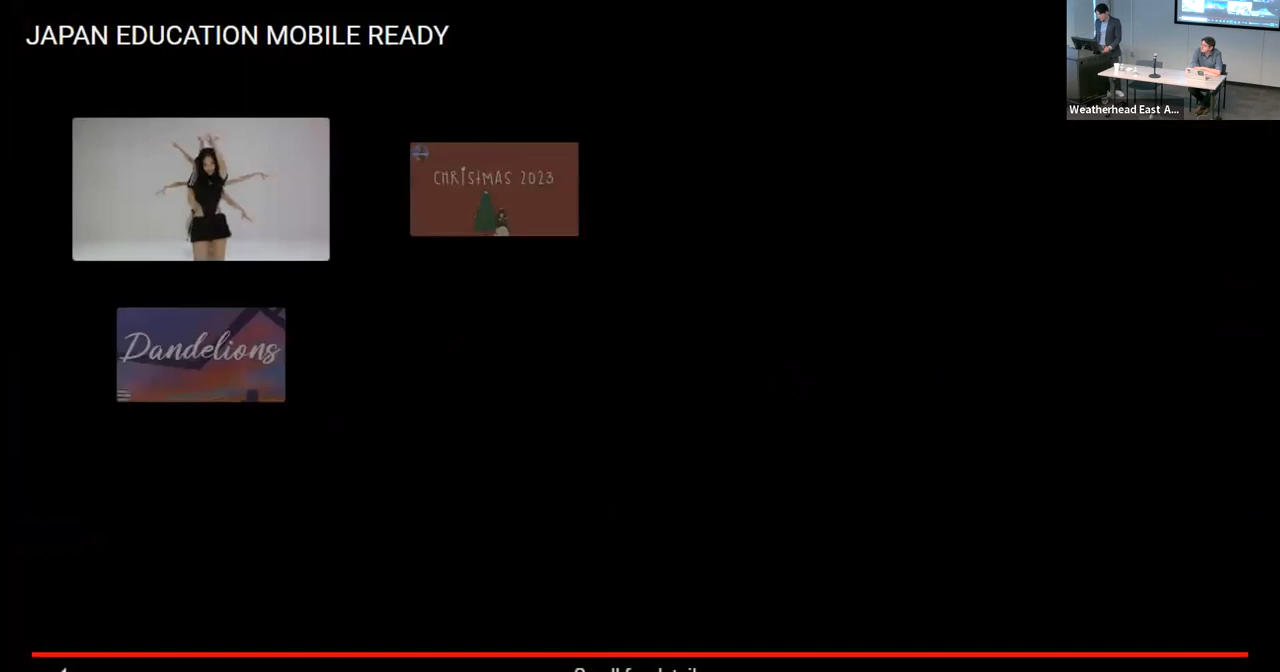 JAPAN EDUCATION MOBILE READY
Weatherhead East A...
CHRISTMAS 2023
Dandelions